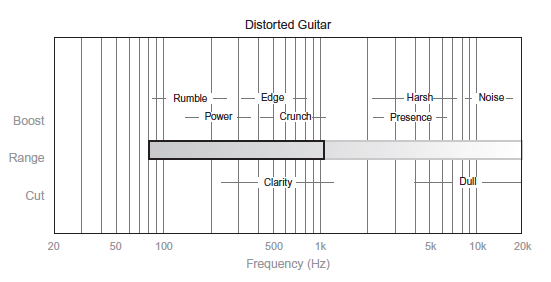 Distorted Guitar
Rumble Edge Harsh Noise
Boost Power Crunch Presence
Range
Clarity Dull
Cut
20 50 100 500 1k 5k 10k 20k
Frequency (Hz)